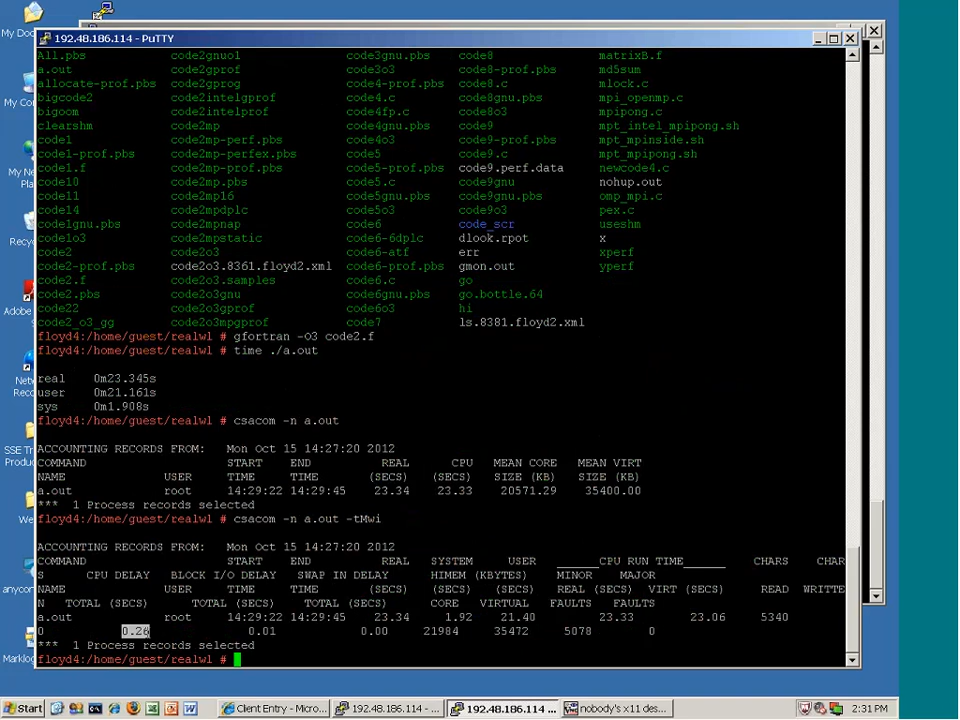 My Doc
192.48.186.114 - PuTTY
All.pbs code2gnuo1 code3gnu.pbs code8 matrixB.f
a.out code2gprof code3o3 code8-prof.pbs md5sum
allocate-prof.pbs code2gprog code4-prof.pbs code8.c mlock.c
bigcode2 code2intelgprof code4.c code8gnu.pbs mpi_openmp.c
bigoom code2intelprof code4fp.c code8o3 mpipong.c
clearshm code2mp code4gnu.pbs code9 mpt_intel_mpipong.sh
code1 code2mp-perf.pbs code4o3 code9-prof.pbs mpt_mpinside.sh
code1-prof.pbs code2mp-perfex.pbs code5 code9.c mpt_mpipong.sh
code1.f code2mp-prof.pbs code5-prof.pbs code9.perf.data newcode4.c
code10 code2mp.pbs code5.c code9gnu nohup.out
code11 code2mp16 code5gnu.pbs code9gnu.pbs omp_mpi.c
code14 code2mpdplc code5o3 code9o3 pex.c
code1gnu.pbs code2mpnap code6 code_scr useshm
code1o3 code2mpstatic code6-6dplc dlook.rpot x
code2 code2o3 code6-atf err xperf
code2-prof.pbs code2o3.8361.floyd2.xml code6-prof.pbs gmon.out yperf
code2.f code2o3.samples code6.c go
code2.pbs code2o3gnu code6gnu.pbs go.bottle.64
code22 code2o3gprof code6o3 hi
code2_o3_gg code2o3mpgprof code7 ls.8381.floyd2.xml
floyd4:/home/guest/realwl # gfortran -O3 code2.f
floyd4:/home/guest/realwl # time ./a.out
real 0m23.345s
user 0m21.161s
sys 0m1.908s
floyd4:/home/guest/realwl # csacom -n a.out
ACCOUNTING RECORDS FROM: Mon Oct 15 14:27:20 2012
COMMAND START END REAL CPU MEAN CORE MEAN VIRT
NAME USER TIME TIME (SECS) (SECS) SIZE (KB) SIZE (KB)
a.out root 14:29:22 14:29:45 23.34 23.33 20571.29 35400.00
*** 1 Process records selected
floyd4:/home/guest/realwl # csacom -n a.out -tMwi
ACCOUNTING RECORDS FROM: Mon Oct 15 14:27:20 2012
COMMAND START END REAL SYSTEM USER ______CPU RUN TIME______ CHARS CHAR
S CPU DELAY BLOCK I/O DELAY SWAP IN DELAY HIMEM (KBYTES) MINOR MAJOR
NAME USER TIME TIME (SECS) (SECS) (SECS) REAL (SECS) VIRT (SECS) READ WRITTE
N TOTAL (SECS) TOTAL (SECS) TOTAL (SECS) CORE VIRTUAL FAULTS FAULTS
a.out root 14:29:22 14:29:45 23.34 1.92 21.40 23.33 23.06 5340
0 0.26 0.01 0.00 21984 35472 5078 0
*** 1 Process records selected
floyd4:/home/guest/realwl #
Start
Client Entry - Micro...
192.48.186.114 - ...
192.48.186.114 ...
nobody's x11 des...
2:31 PM